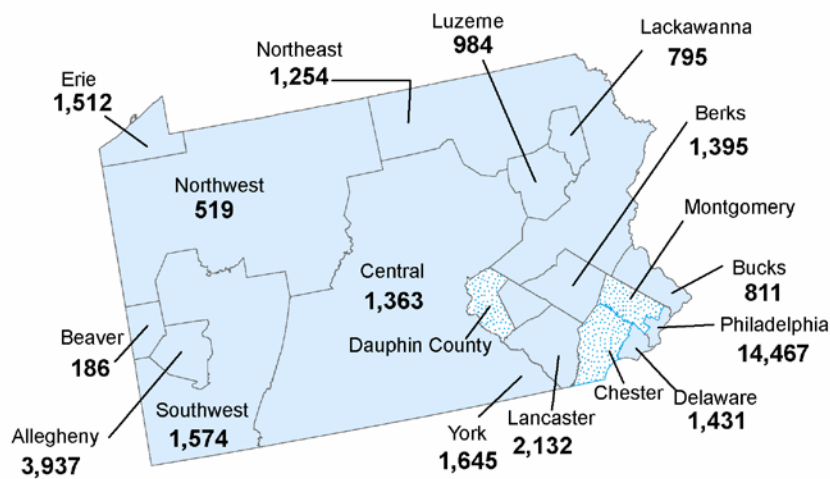 Luzerne
984
Lackawanna
795
Northeast
1,254
Erie
1,512
Berks
1,395
Northwest
519
Montgomery
Central
1,363
Bucks
811
Philadelphia
14,467
Beaver
186
Dauphin County
Chester
Delaware
1,431
Southwest
1,574
Lancaster
2,132
York
1,645
Allegheny
3,937